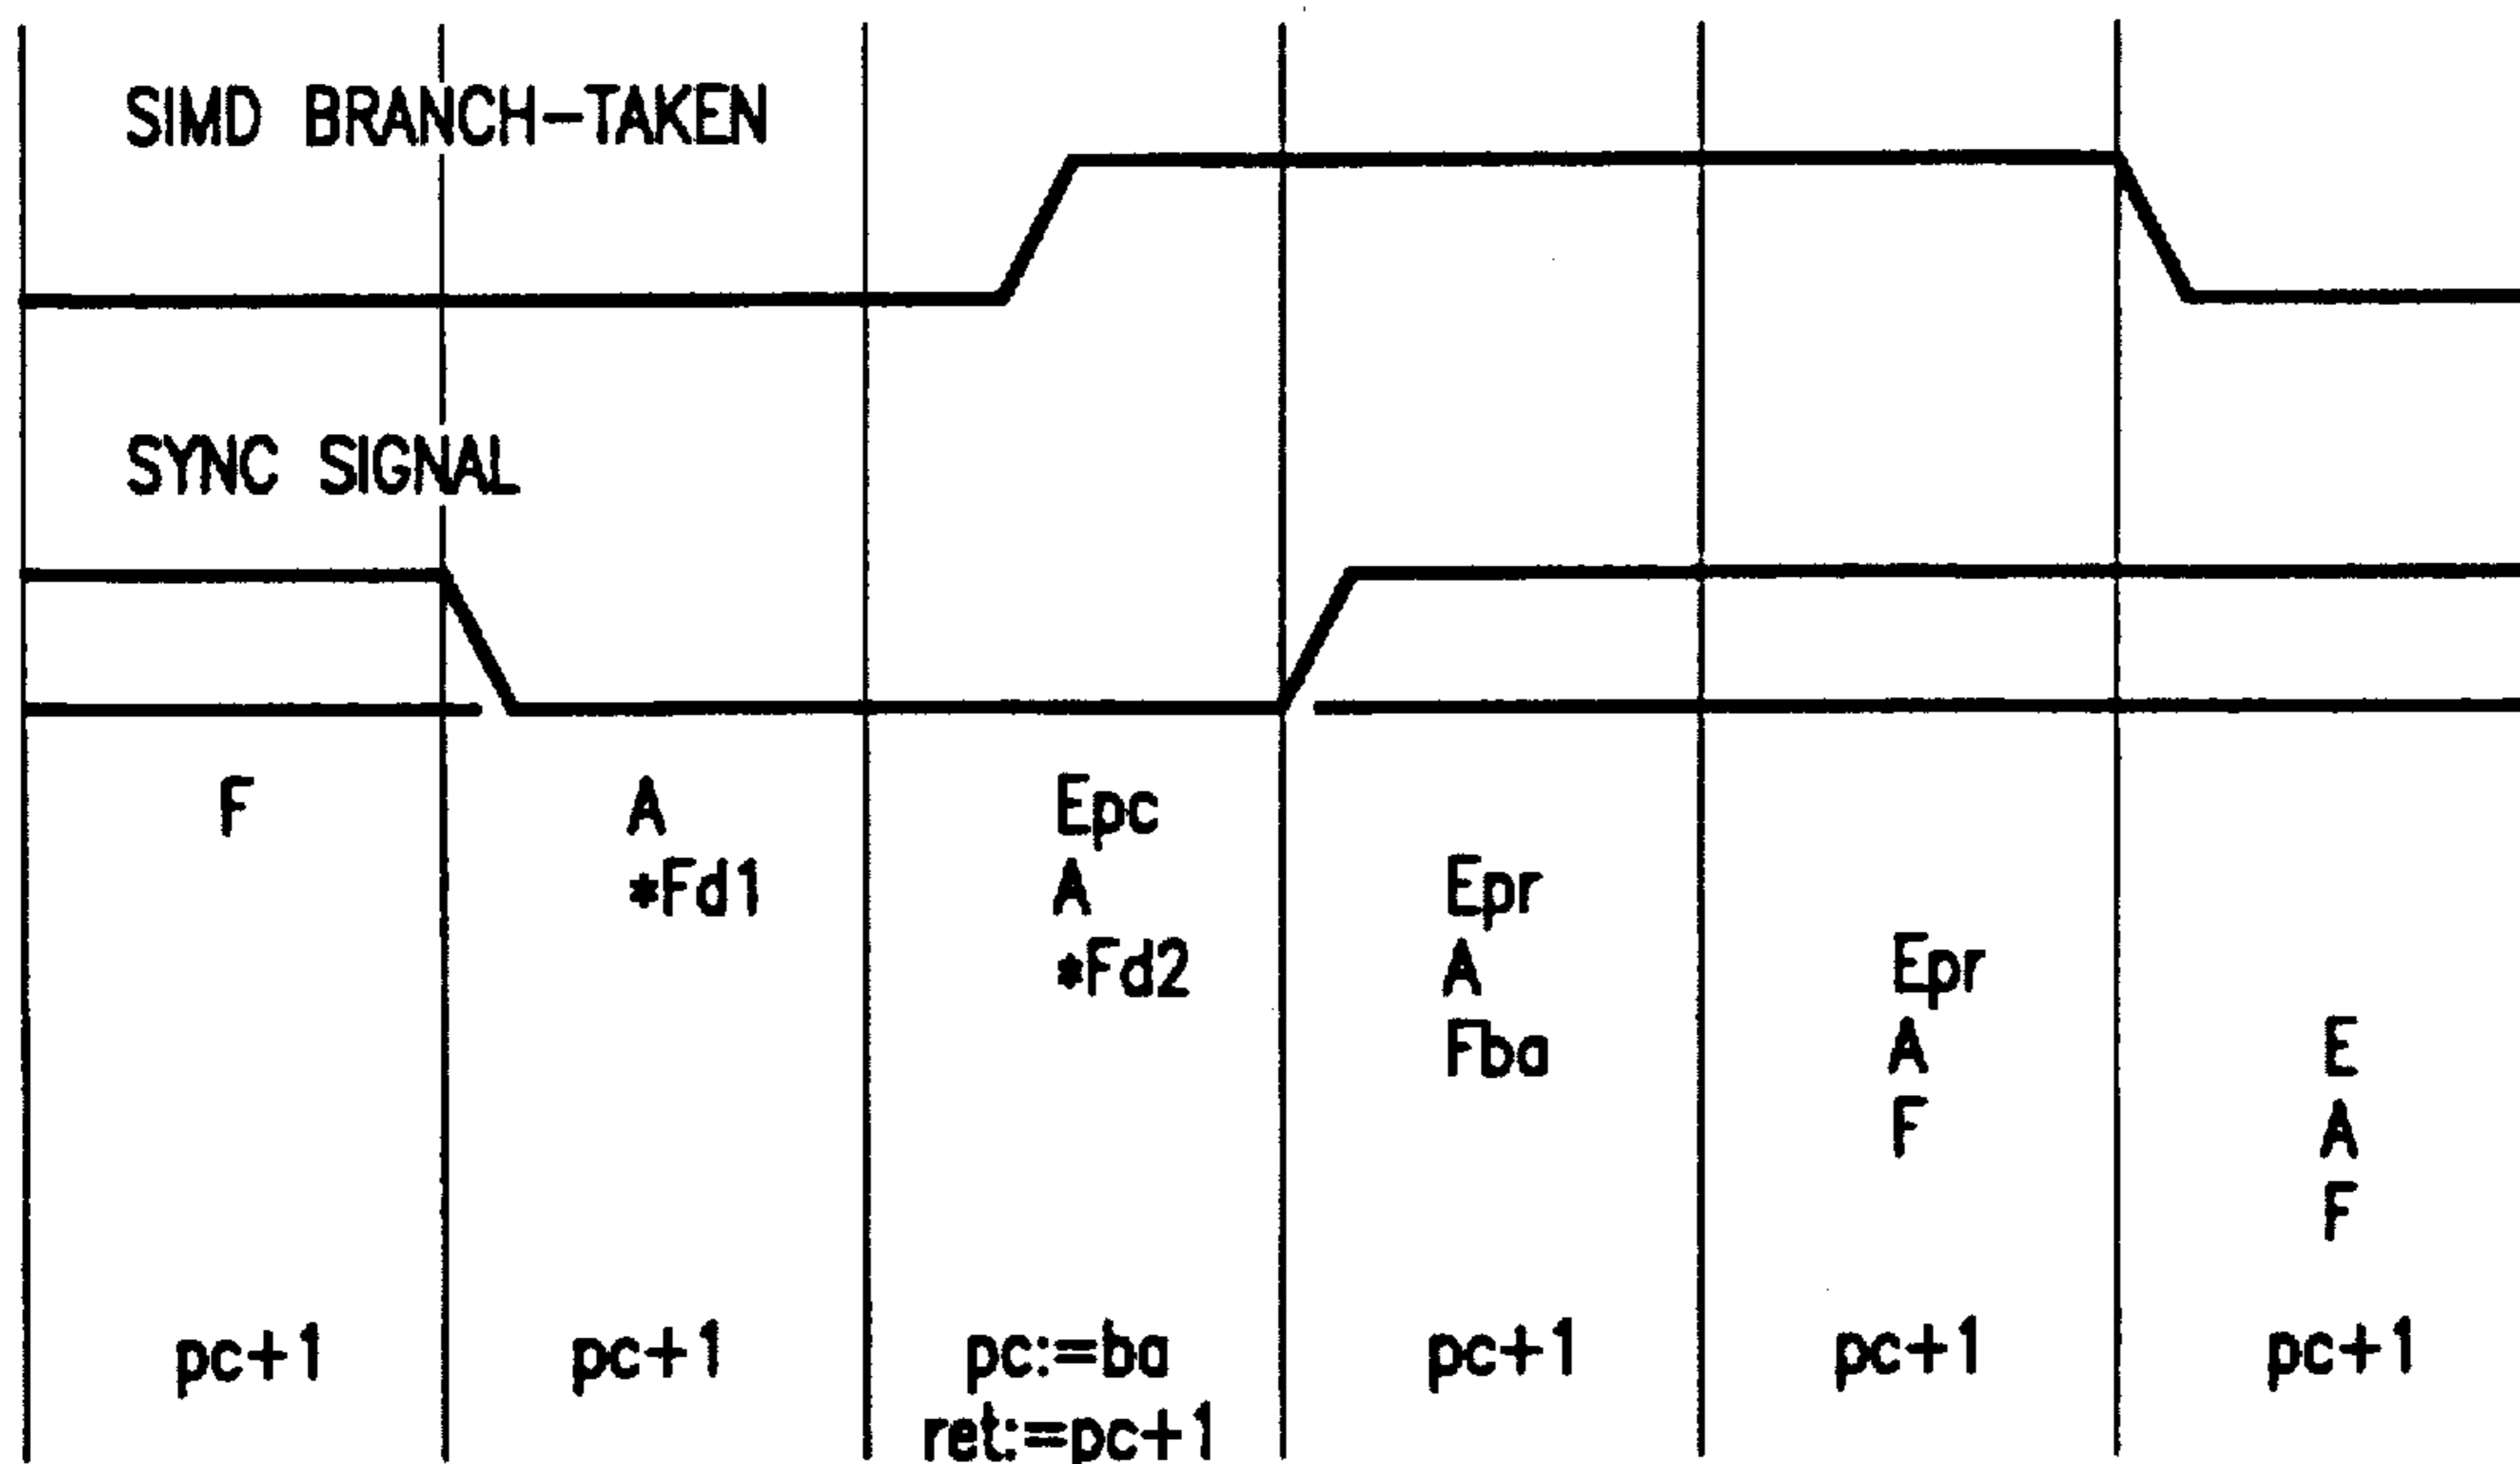 SIMD BRANCH-TAKEN
SYNC SIGNAL
F A Epc
*Fd1 A Epr
*Fd2 A Epr
Fba A E
F A
F
pc+1 pc+1 pc:=ba pc+1 pc+1 pc+1
ret:=pc+1